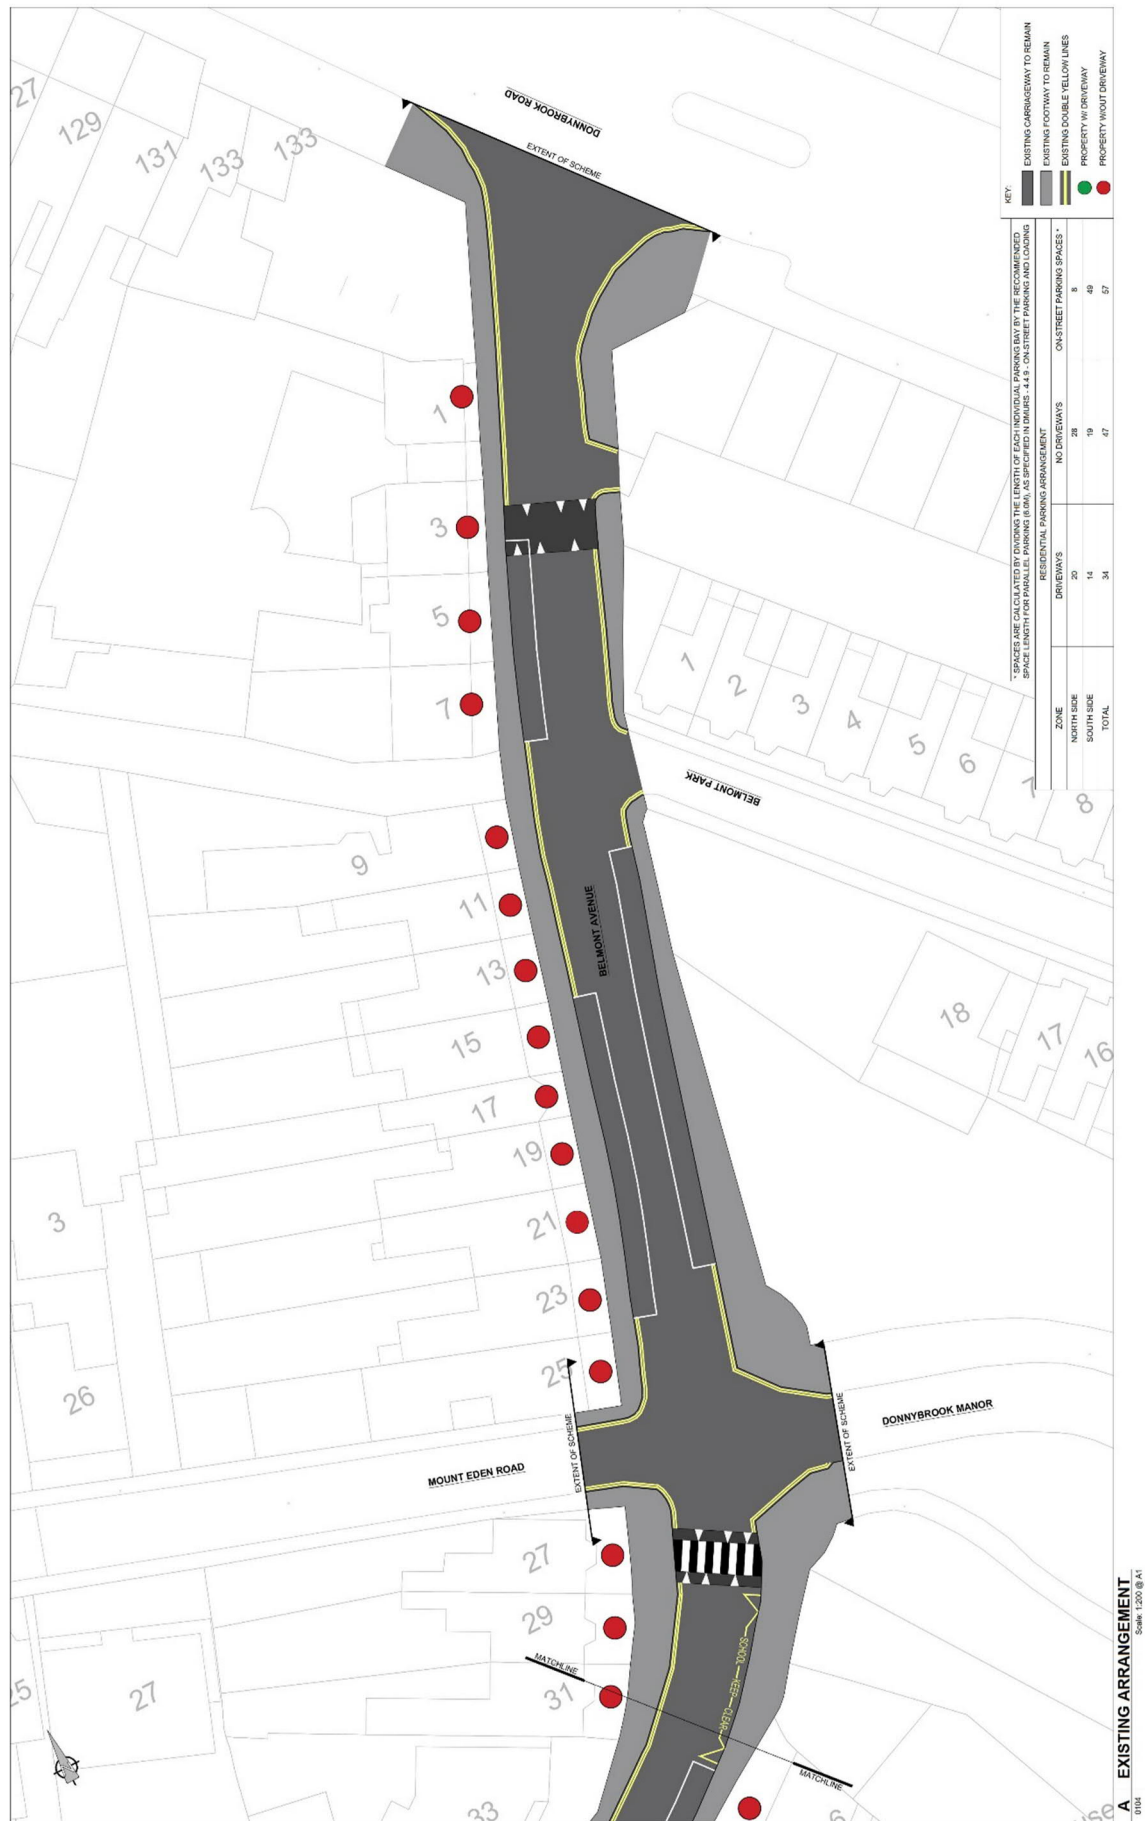 27
129
131
133
133
DONNYBROOK ROAD
EXTENT OF SCHEME
1
3
5
7
9
11
13
15
17
19
21
23
25
BELMONT AVENUE
BELMONT PARK
1
2
3
4
5
6
7
8
18
17
16
3
26
MOUNT EDEN ROAD
EXTENT OF SCHEME
DONNYBROOK MANOR
EXTENT OF SCHEME
27
29
31
33
25
27
MATCHLINE
SCHOOL KEEP CLEAR
MATCHLINE
6
KEY:
EXISTING CARRIAGEWAY TO REMAIN
EXISTING FOOTWAY TO REMAIN
EXISTING DOUBLE YELLOW LINES
PROPERTY W/ DRIVEWAY
PROPERTY W/OUT DRIVEWAY
* SPACES ARE CALCULATED BY DIVIDING THE LENGTH OF EACH INDIVIDUAL PARKING BAY BY THE RECOMMENDED
SPACE LENGTH FOR PARALLEL PARKING (6.0M), AS SPECIFIED IN DMURS - 4.4.9 - ON-STREET PARKING AND LOADING
RESIDENTIAL PARKING ARRANGEMENT
ZONE DRIVEWAYS NO DRIVEWAYS ON-STREET PARKING SPACES *
NORTH SIDE 20 28 8
SOUTH SIDE 14 19 49
TOTAL 34 47 57
A EXISTING ARRANGEMENT
0104 Scale: 1:200 @ A1